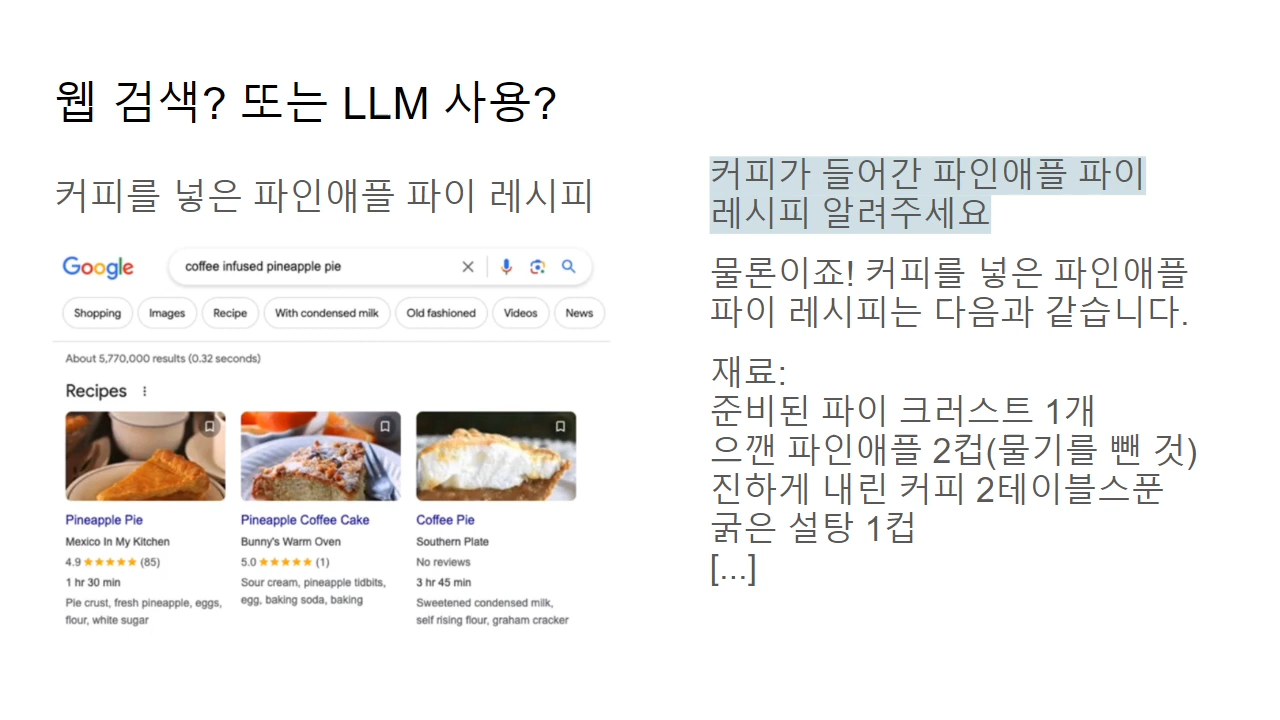 웹 검색? 또는 LLM 사용?
커피를 넣은 파인애플 파이 레시피
Google
coffee infused pineapple pie
Shopping
Images
Recipe
With condensed milk
Old fashioned
Videos
News
About 5,770,000 results (0.32 seconds)
Recipes
Pineapple Pie
Mexico In My Kitchen
4.9 ★★★★★ (85)
1 hr 30 min
Pie crust, fresh pineapple, eggs,
flour, white sugar
Pineapple Coffee Cake
Bunny's Warm Oven
5.0 ★★★★★ (1)
Sour cream, pineapple tidbits,
egg, baking soda, baking
Coffee Pie
Southern Plate
No reviews
3 hr 45 min
Sweetened condensed milk,
self rising flour, graham cracker
커피가 들어간 파인애플 파이
레시피 알려주세요
물론이죠! 커피를 넣은 파인애플
파이 레시피는 다음과 같습니다.
재료:
준비된 파이 크러스트 1개
으깬 파인애플 2컵(물기를 뺀 것)
진하게 내린 커피 2테이블스푼
굵은 설탕 1컵
[...]